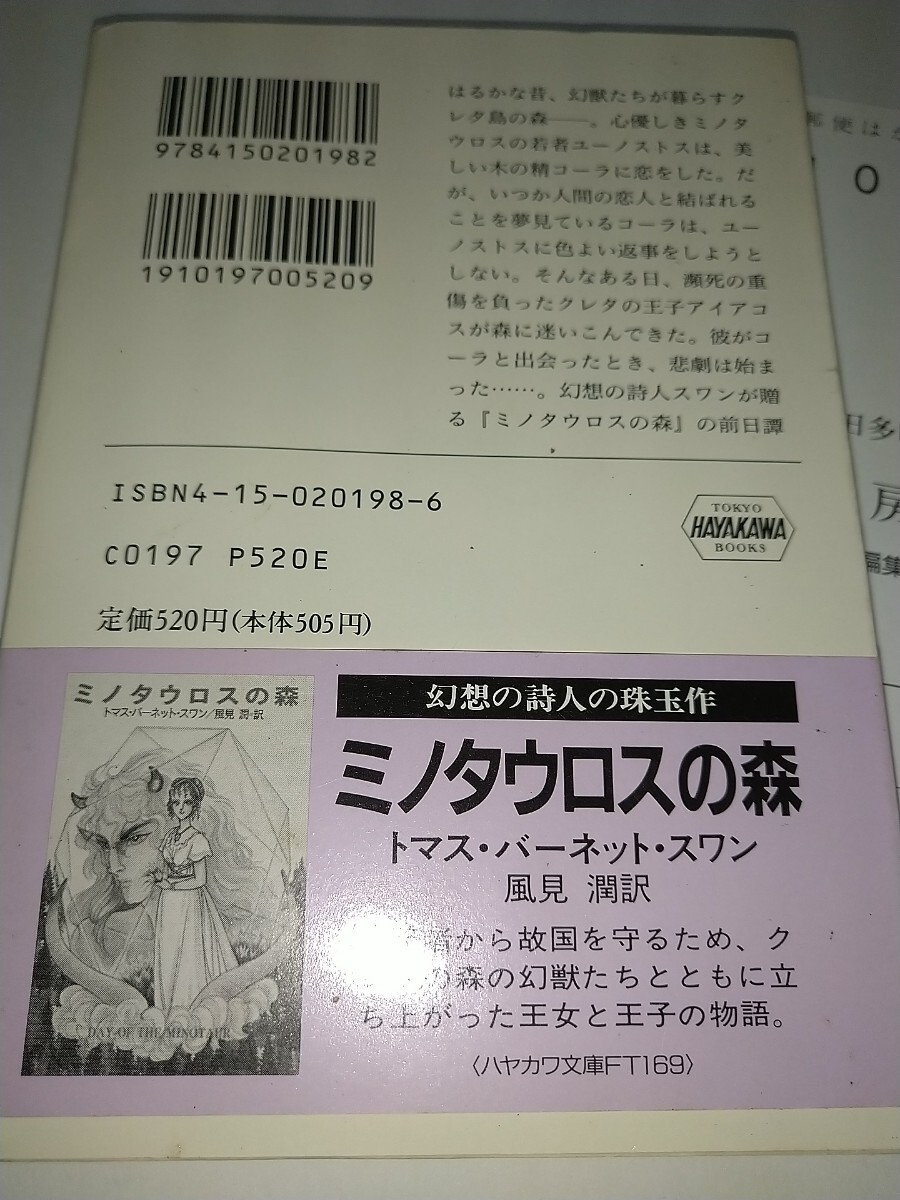 9784150201982
1910197005209
はるかな昔、幻獣たちが暮らすク
レタ島の森――。心優しきミノタ
ウロスの若者ユーノストスは、美
しい木の精コーラに恋をした。だ
が、いつか人間の恋人と結ばれる
ことを夢見ているコーラは、ユー
ノストスに色よい返事をしようと
しない。そんなある日、瀕死の重
傷を負ったクレタの王子アイアコ
スが森に迷いこんできた。彼がコ
ーラと出会ったとき、悲劇は始ま
った……。幻想の詩人スワンが贈
る『ミノタウロスの森』の前日譚
ISBN4-15-020198-6
C0197 P520E
定価520円(本体505円)
TOKYO
HAYAKAWA
BOOKS
ミノタウロスの森
トマス・バーネット・スワン/風見 潤・訳
DAY OF THE MINOTAUR
幻想の詩人の珠玉作
ミノタウロスの森
トマス・バーネット・スワン
風見 潤訳
者から故国を守るため、ク
の森の幻獣たちとともに立
ち上がった王女と王子の物語。
〈ハヤカワ文庫FT169〉
郵便は
0
田多
房
編集